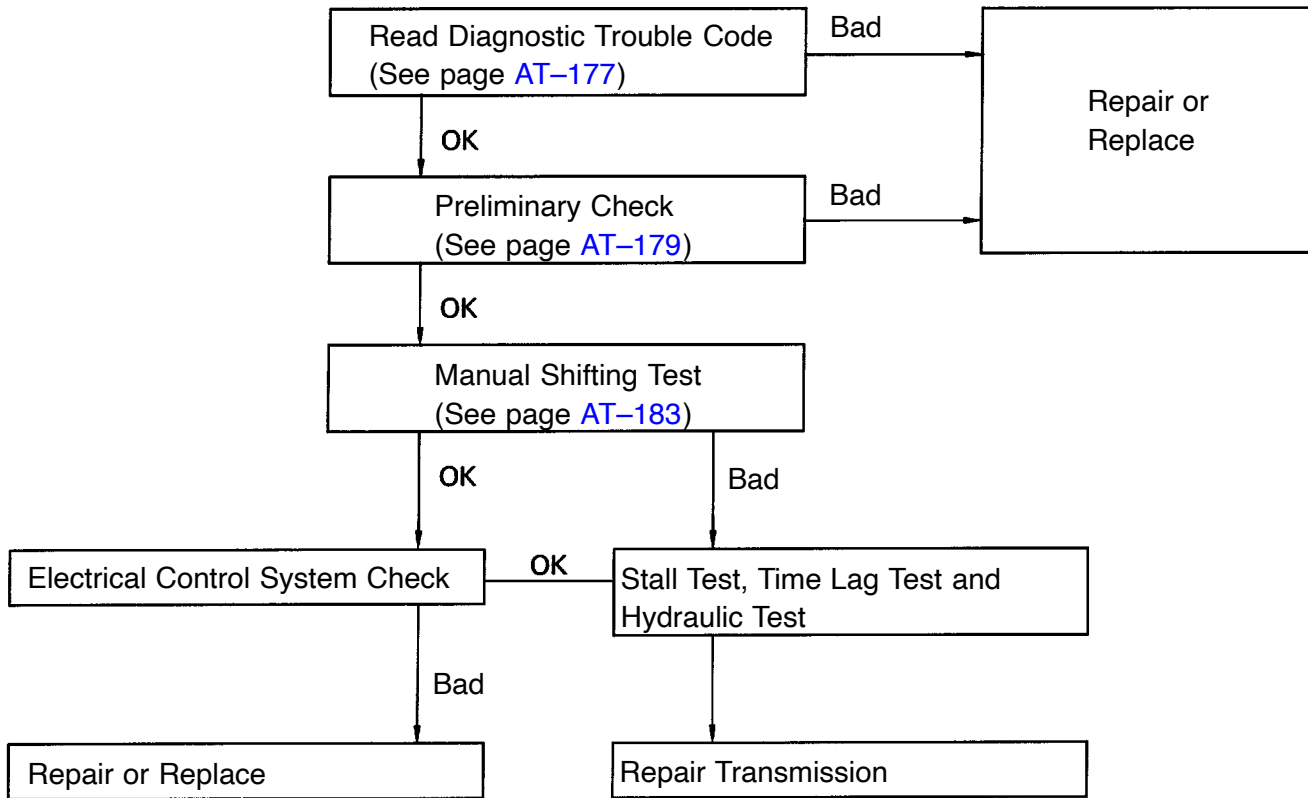 Read Diagnostic Trouble Code
(See page AT–177)
Bad
Repair or
Replace
OK
Preliminary Check
(See page AT–179)
Bad
OK
Manual Shifting Test
(See page AT–183)
OK
Bad
Electrical Control System Check
OK
Stall Test, Time Lag Test and
Hydraulic Test
Bad
Repair or Replace
Repair Transmission